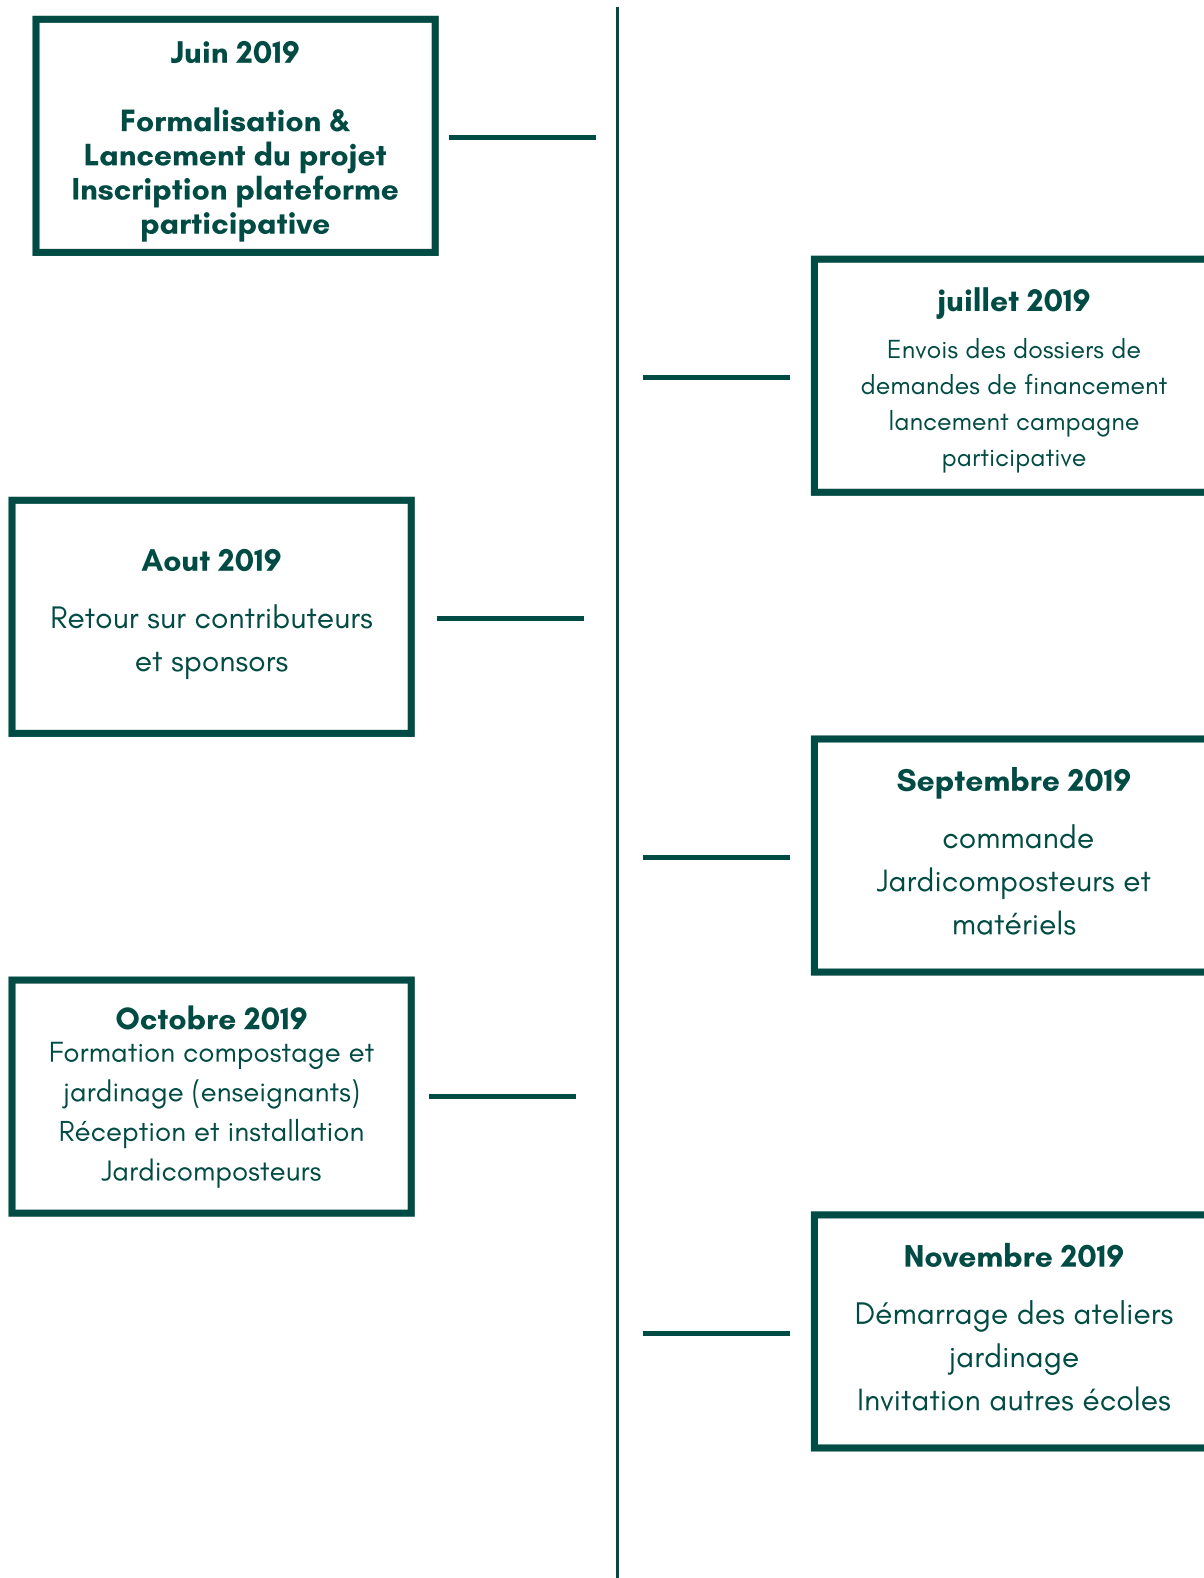 Juin 2019
Formalisation &
Lancement du projet
Inscription plateforme
participative
juillet 2019
Envois des dossiers de
demandes de financement
lancement campagne
participative
Aout 2019
Retour sur contributeurs
et sponsors
Septembre 2019
commande
Jardicomposteurs et
matériels
Octobre 2019
Formation compostage et
jardinage (enseignants)
Réception et installation
Jardicomposteurs
Novembre 2019
Démarrage des ateliers
jardinage
Invitation autres écoles